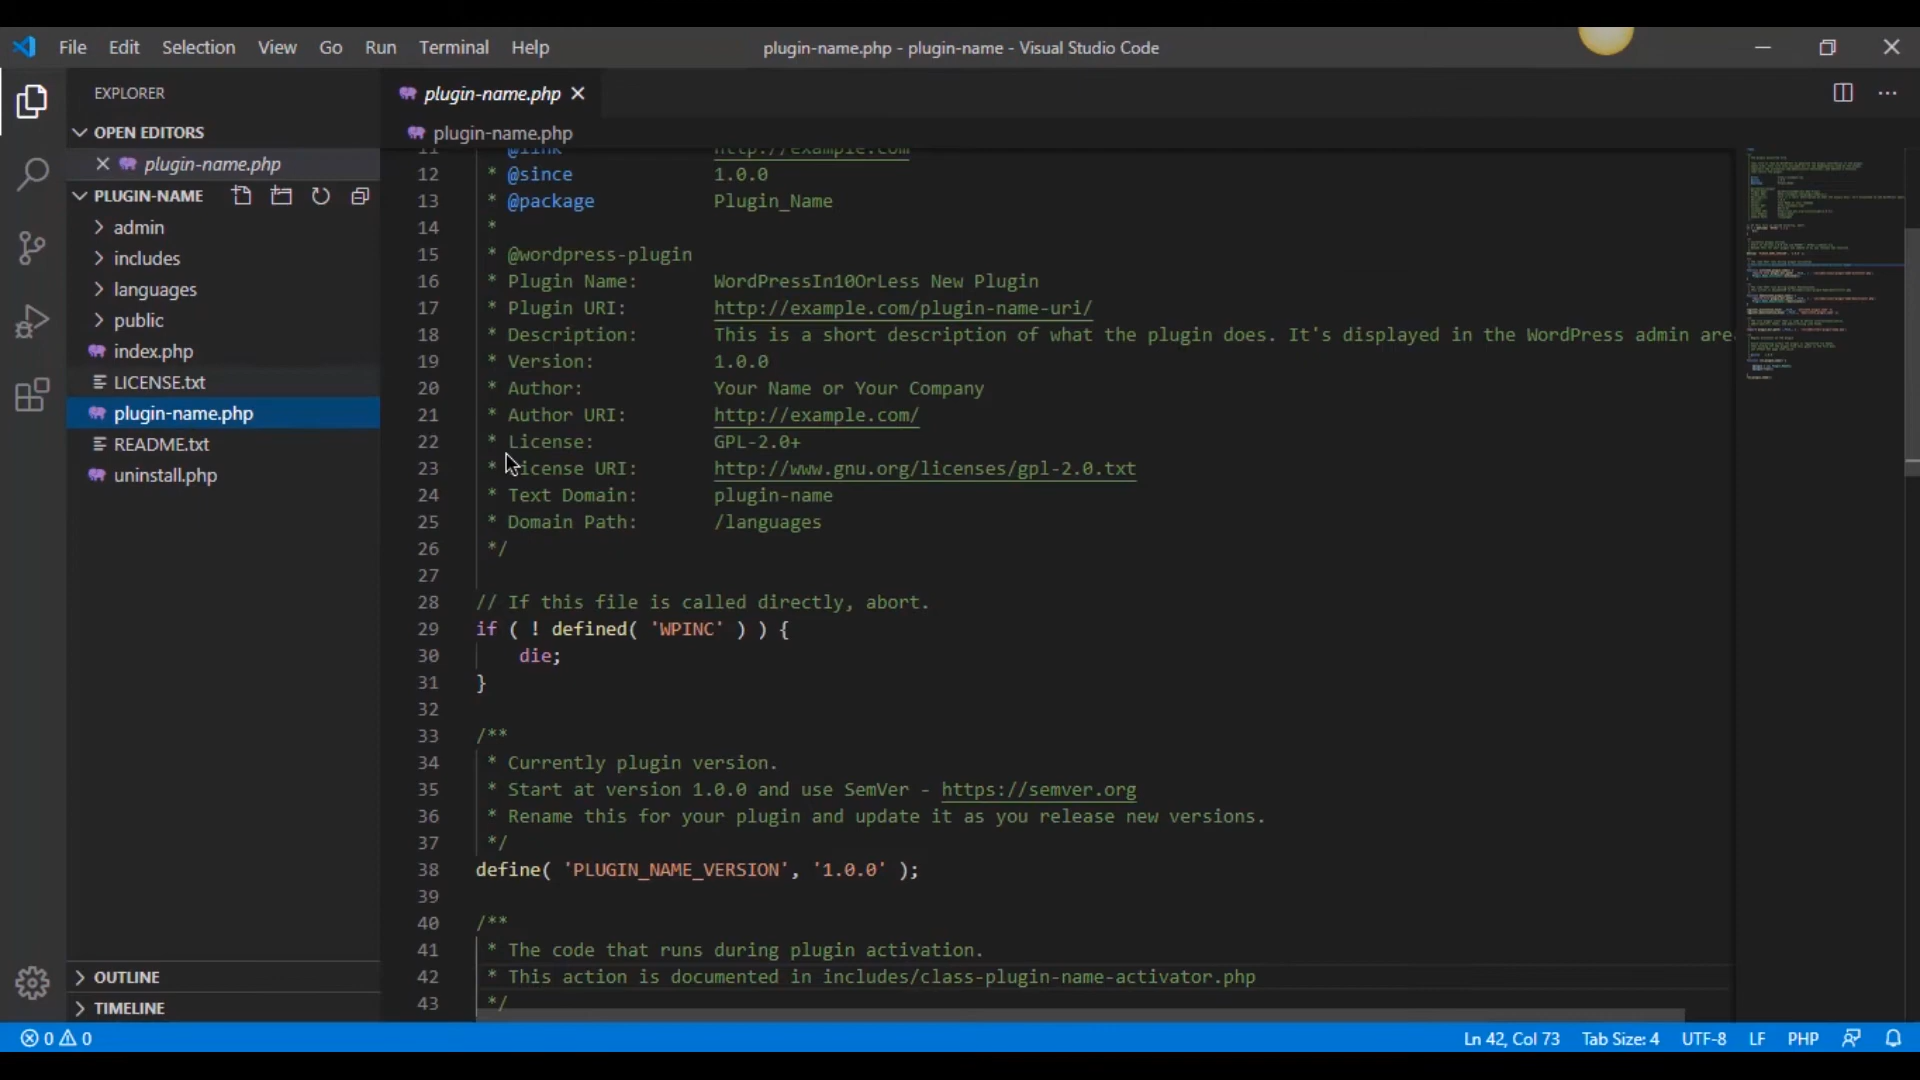 File Edit Selection View Go Run Terminal Help
plugin-name.php - plugin-name - Visual Studio Code
EXPLORER
OPEN EDITORS
plugin-name.php
PLUGIN-NAME
admin
includes
languages
public
index.php
LICENSE.txt
plugin-name.php
README.txt
uninstall.php
OUTLINE
TIMELINE
plugin-name.php
plugin-name.php
11 * @link http://example.com
12 * @since 1.0.0
13 * @package Plugin_Name
14 *
15 * @wordpress-plugin
16 * Plugin Name: WordPressIn10OrLess New Plugin
17 * Plugin URI: http://example.com/plugin-name-uri/
18 * Description: This is a short description of what the plugin does. It's displayed in the WordPress admin are
19 * Version: 1.0.0
20 * Author: Your Name or Your Company
21 * Author URI: http://example.com/
22 * License: GPL-2.0+
23 * License URI: http://www.gnu.org/licenses/gpl-2.0.txt
24 * Text Domain: plugin-name
25 * Domain Path: /languages
26 */
27
28 // If this file is called directly, abort.
29 if ( ! defined( 'WPINC' ) ) {
30 die;
31 }
32
33 /**
34 * Currently plugin version.
35 * Start at version 1.0.0 and use SemVer - https://semver.org
36 * Rename this for your plugin and update it as you release new versions.
37 */
38 define( 'PLUGIN_NAME_VERSION', '1.0.0' );
39
40 /**
41 * The code that runs during plugin activation.
42 * This action is documented in includes/class-plugin-name-activator.php
43 */
0 0 Ln 42, Col 73 Tab Size: 4 UTF-8 LF PHP